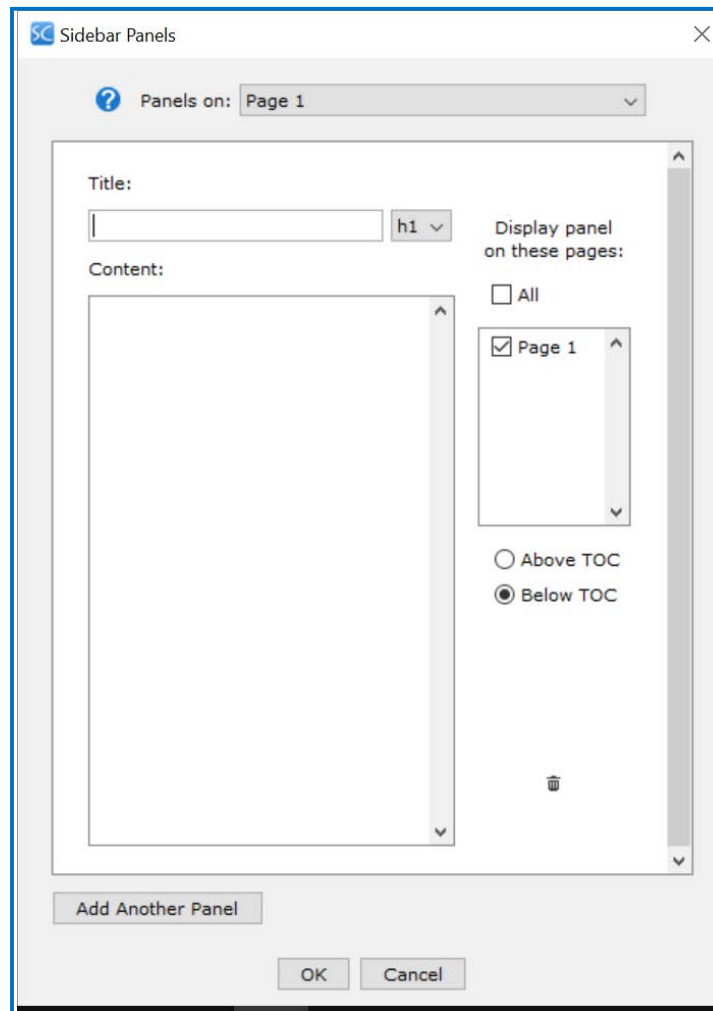 SC Sidebar Panels
Panels on: Page 1
Title:
h1
Display panel
on these pages:
Content:
All
Page 1
Above TOC
Below TOC
Add Another Panel
OK Cancel